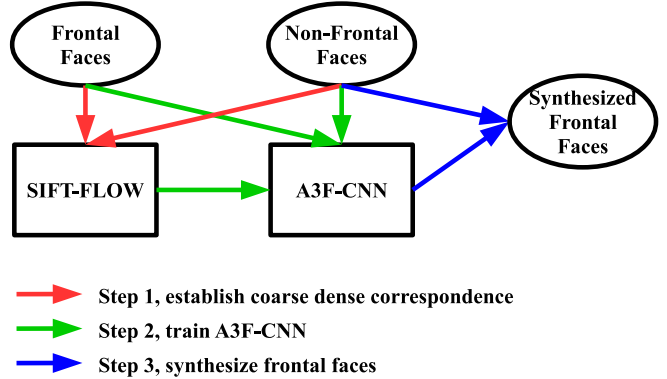 Frontal
Faces
Non-Frontal
Faces
Synthesized
Frontal
Faces
SIFT-FLOW
A3F-CNN
Step 1, establish coarse dense correspondence
Step 2, train A3F-CNN
Step 3, synthesize frontal faces